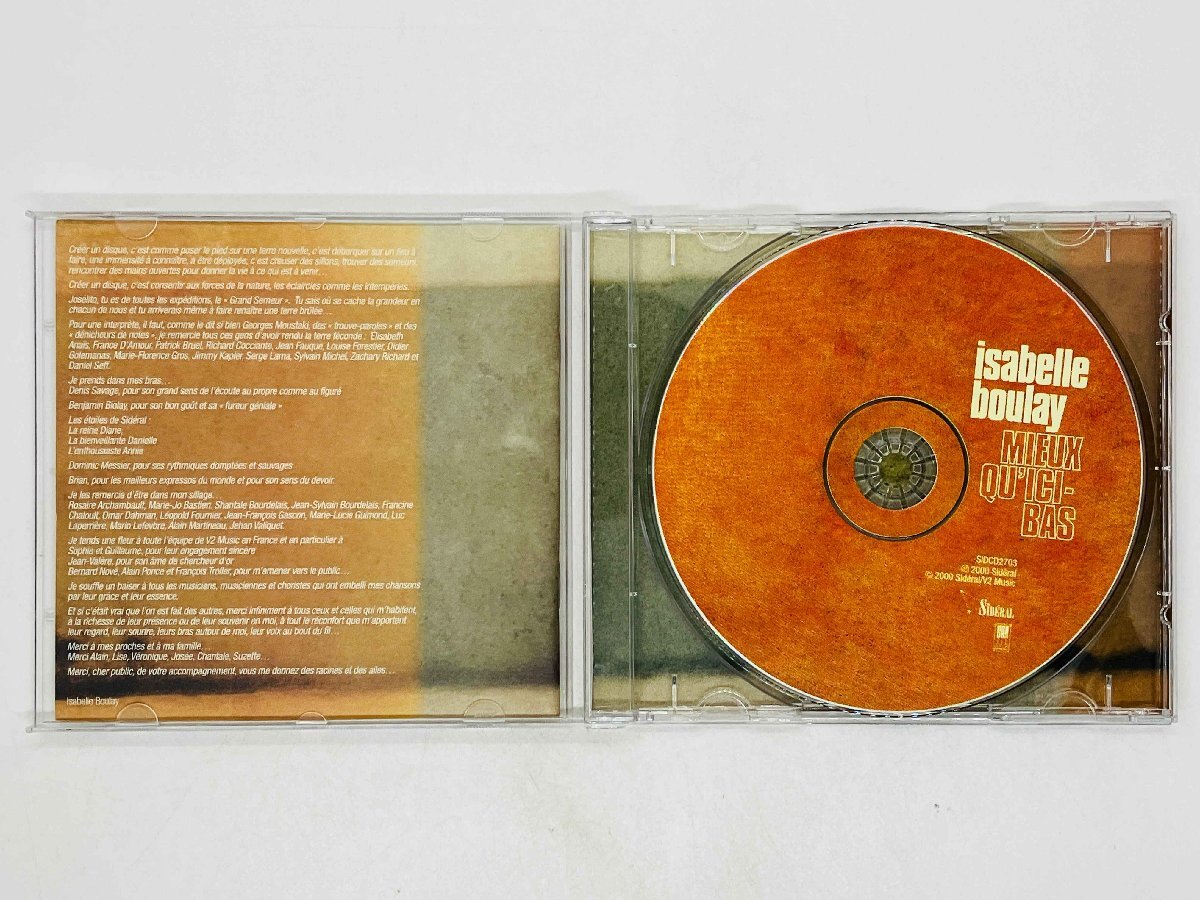 Créer un disque, c'est comme poser le pied sur une terre nouvelle, c'est débarquer sur un lieu à
faire, une immensité à connaître, à être déployée, c'est creuser des sillons, trouver des semeurs,
rencontrer des mains ouvertes pour donner la vie à ce qui est à venir...
Créer un disque, c'est consentir aux forces de la nature, les éclaircies comme les intempéries.
Josélito, tu es de toutes les expéditions, le « Grand Semeur ». Tu sais où se cache la grandeur en
chacun de nous et tu arriverais même à faire renaître une terre brûlée...
Pour une interprète, il faut, comme le dit si bien Georges Moustaki, des « trouve-paroles » et des
« dénicheurs de notes », je remercie tous ces gens d'avoir rendu la terre féconde : Élisabeth
Anaïs, France D'Amour, Patrick Bruel, Richard Cocciante, Jean Fauque, Louise Forestier, Didier
Golemanas, Marie-Florence Gros, Jimmy Kapler, Serge Lama, Sylvain Michel, Zachary Richard et
Daniel Seff.
Je prends dans mes bras...
Denis Savage, pour son grand sens de l'écoute au propre comme au figuré
Benjamin Biolay, pour son bon goût et sa « fureur géniale »
Les étoiles de Sidéral :
La reine Diane,
La bienveillante Danielle
L'enthousiaste Annie
Dominic Messier, pour ses rythmiques domptées et sauvages
Brian, pour les meilleurs expressos du monde et pour son sens du devoir.
Je les remercie d'être dans mon sillage.
Rosaire Archambault, Marie-Jo Bastien, Shantale Bourdelais, Jean-Sylvain Bourdelais, Francine
Chaloult, Omar Dahman, Léopold Fournier, Jean-François Gascon, Marie-Lucie Guimond, Luc
Laperrière, Mario Lefevbre, Alain Martineau, Jehan Valiquet.
Je tends une fleur à toute l'équipe de V2 Music en France et en particulier à
Sophie et Guillaume, pour leur engagement sincère
Jean-Valère, pour son âme de chercheur d'or
Bernard Nové, Alain Ponce et François Troller, pour m'amener vers le public...
Je souffle un baiser à tous les musiciens, musiciennes et choristes qui ont embelli mes chansons
par leur grâce et leur essence.
Et si c'était vrai que l'on est fait des autres, merci infiniment à tous ceux et celles qui m'habitent,
à la richesse de leur présence ou de leur souvenir en moi, à tout le réconfort que m'apportent
leur regard, leur sourire, leurs bras autour de moi, leur voix au bout du fil...
Merci à mes proches et à ma famille...
Merci Alain, Lise, Véronique, Josée, Chantale, Suzette...
Merci, cher public, de votre accompagnement, vous me donnez des racines et des ailes...
Isabelle Boulay
isabelle
boulay
MIEUX
QU'ICI-
BAS
SIDCD2703
℗ 2000 Sidéral
© 2000 Sidéral/V2 Music
SIDÉRAL